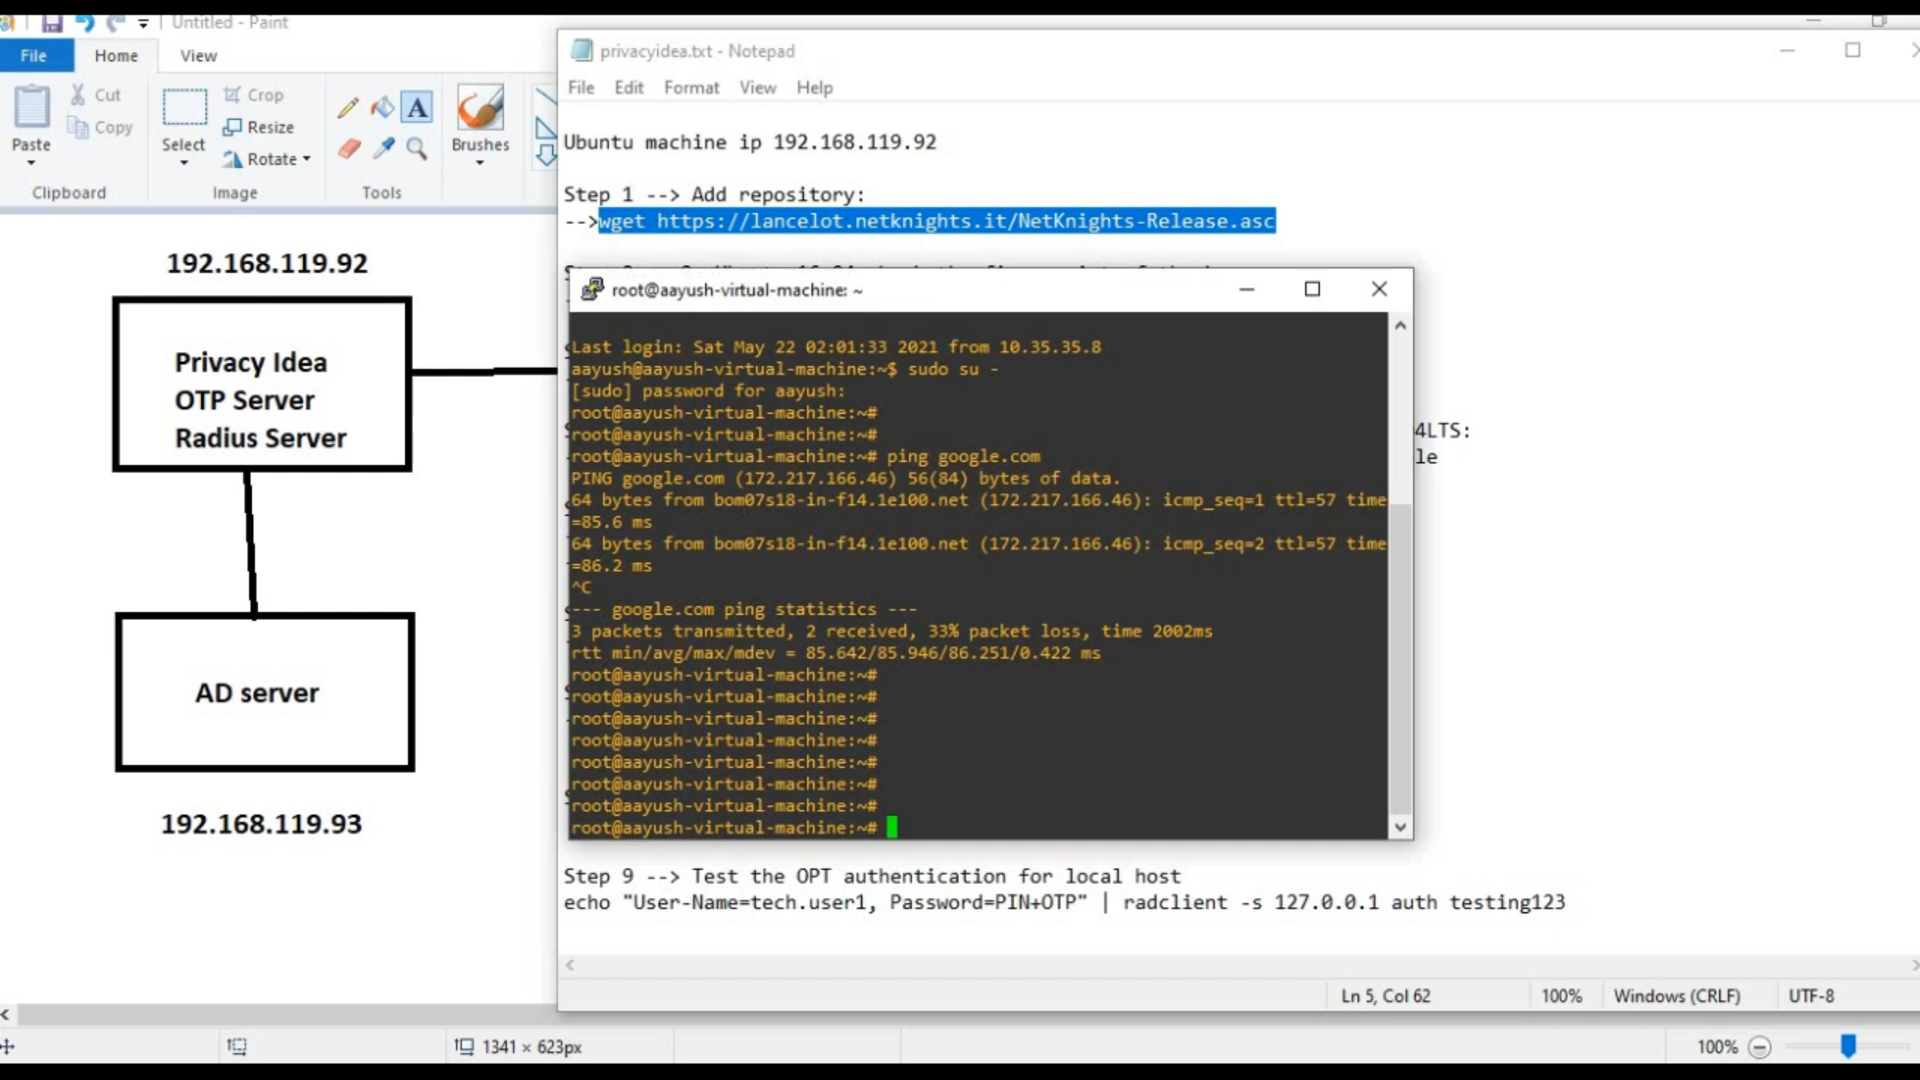 Untitled - Paint
File
Home
View
Paste
Cut
Copy
Clipboard
Select
Crop
Resize
Rotate
Image
Tools
Brushes
192.168.119.92
Privacy Idea
OTP Server
Radius Server
AD server
192.168.119.93
1341 × 623px
100%
privacyidea.txt - Notepad
File Edit Format View Help
Ubuntu machine ip 192.168.119.92
Step 1 --> Add repository:
-->wget https://lancelot.netknights.it/NetKnights-Release.asc
4LTS:
le
root@aayush-virtual-machine: ~
Last login: Sat May 22 02:01:33 2021 from 10.35.35.8
aayush@aayush-virtual-machine:~$ sudo su -
[sudo] password for aayush:
root@aayush-virtual-machine:~#
root@aayush-virtual-machine:~#
root@aayush-virtual-machine:~# ping google.com
PING google.com (172.217.166.46) 56(84) bytes of data.
64 bytes from bom07s18-in-f14.1e100.net (172.217.166.46): icmp_seq=1 ttl=57 time
=85.6 ms
64 bytes from bom07s18-in-f14.1e100.net (172.217.166.46): icmp_seq=2 ttl=57 time
=86.2 ms
^C
--- google.com ping statistics ---
3 packets transmitted, 2 received, 33% packet loss, time 2002ms
rtt min/avg/max/mdev = 85.642/85.946/86.251/0.422 ms
root@aayush-virtual-machine:~#
root@aayush-virtual-machine:~#
root@aayush-virtual-machine:~#
root@aayush-virtual-machine:~#
root@aayush-virtual-machine:~#
root@aayush-virtual-machine:~#
root@aayush-virtual-machine:~#
root@aayush-virtual-machine:~#
Step 9 --> Test the OPT authentication for local host
echo "User-Name=tech.user1, Password=PIN+OTP" | radclient -s 127.0.0.1 auth testing123
Ln 5, Col 62
100%
Windows (CRLF)
UTF-8